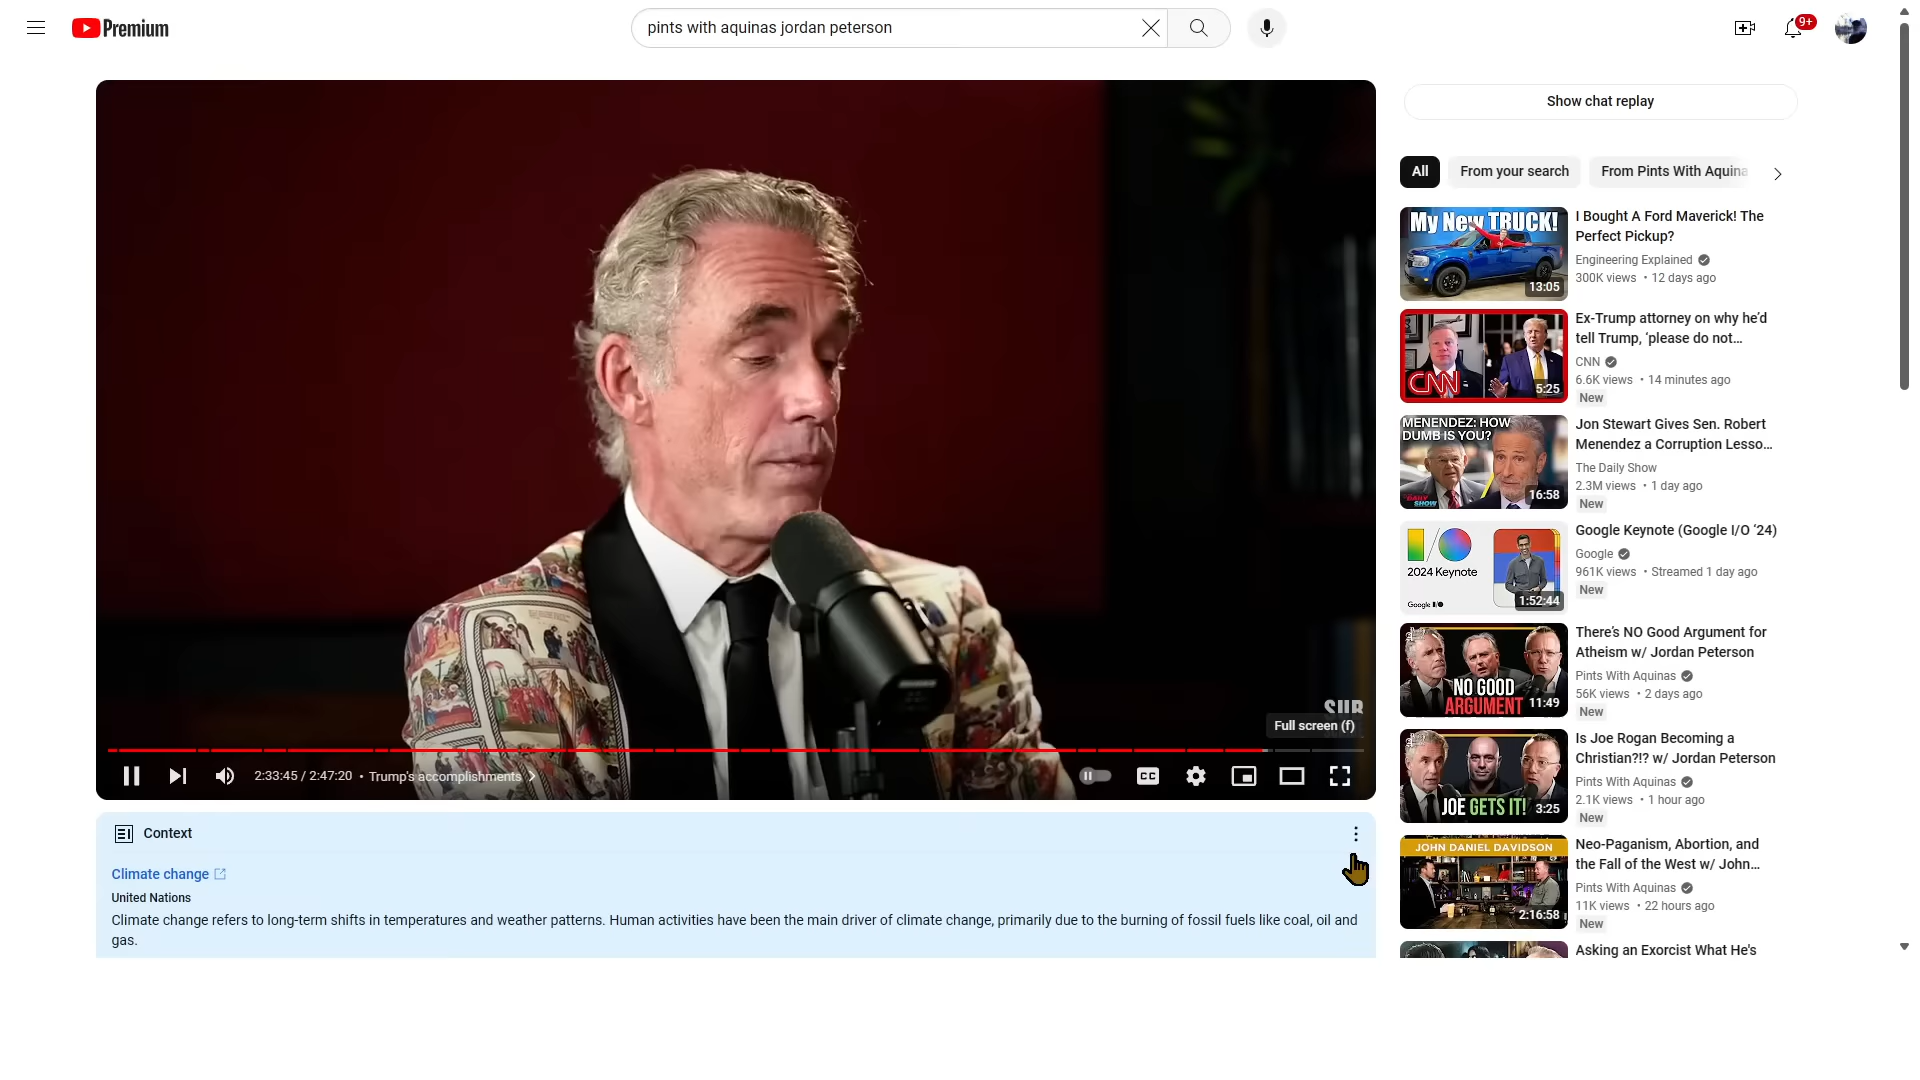 Premium
pints with aquinas jordan peterson
9+
Show chat replay
All
From your search
From Pints With Aquina
My New TRUCK!
13:05
I Bought A Ford Maverick! The
Perfect Pickup?
Engineering Explained
300K views • 12 days ago
CNN
5:25
Ex-Trump attorney on why he'd
tell Trump, 'please do not...
CNN
6.6K views • 14 minutes ago
New
MENENDEZ: HOW
DUMB IS YOU?
DAILY
SHOW
16:58
Jon Stewart Gives Sen. Robert
Menendez a Corruption Lesso...
The Daily Show
2.3M views • 1 day ago
New
I/O
2024 Keynote
Google I/O
1:52:44
Google Keynote (Google I/O '24)
Google
961K views • Streamed 1 day ago
New
NO GOOD
ARGUMENT
11:49
There's NO Good Argument for
Atheism w/ Jordan Peterson
Pints With Aquinas
56K views • 2 days ago
New
JOE GETS IT!
3:25
Is Joe Rogan Becoming a
Christian?!? w/ Jordan Peterson
Pints With Aquinas
2.1K views • 1 hour ago
New
JOHN DANIEL DAVIDSON
2:16:58
Neo-Paganism, Abortion, and
the Fall of the West w/ John...
Pints With Aquinas
11K views • 22 hours ago
New
Asking an Exorcist What He's
SUB
Full screen (f)
2:33:45 / 2:47:20 • Trump's accomplishments
CC
Context
Climate change
United Nations
Climate change refers to long-term shifts in temperatures and weather patterns. Human activities have been the main driver of climate change, primarily due to the burning of fossil fuels like coal, oil and
gas.